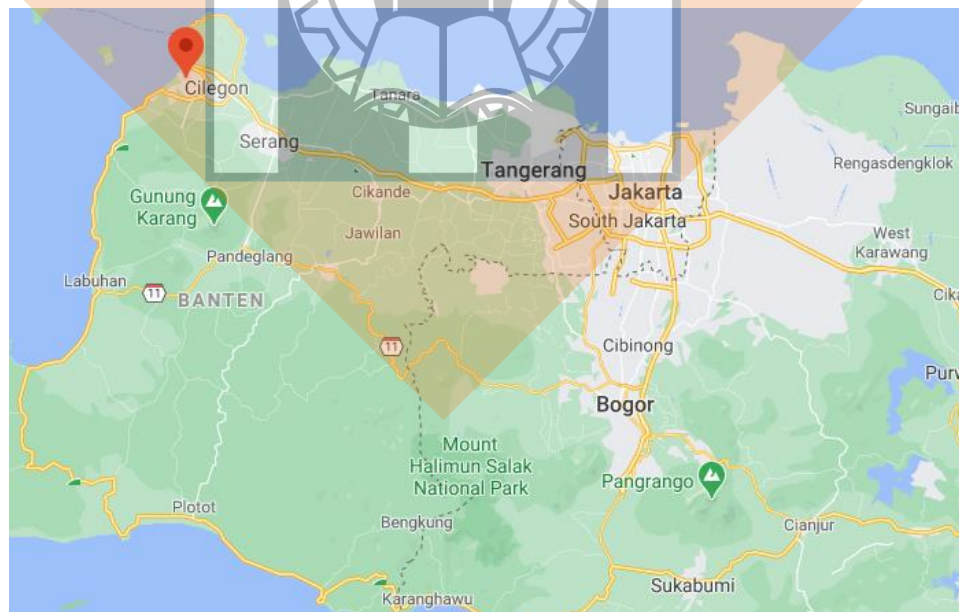 Cilegon
Tanara
Sungaib
Serang
Tangerang
Rengasdengklok
Gunung
Karang
Cikande
Jakarta
South Jakarta
Jawilan
West
Karawang
Pandeglang
Labuhan
11
BANTEN
Cika
11
Cibinong
Purw
Bogor
Mount
Halimun Salak
National Park
Pangrango
Plotot
Bengkung
Cianjur
Sukabumi
Karanghawu